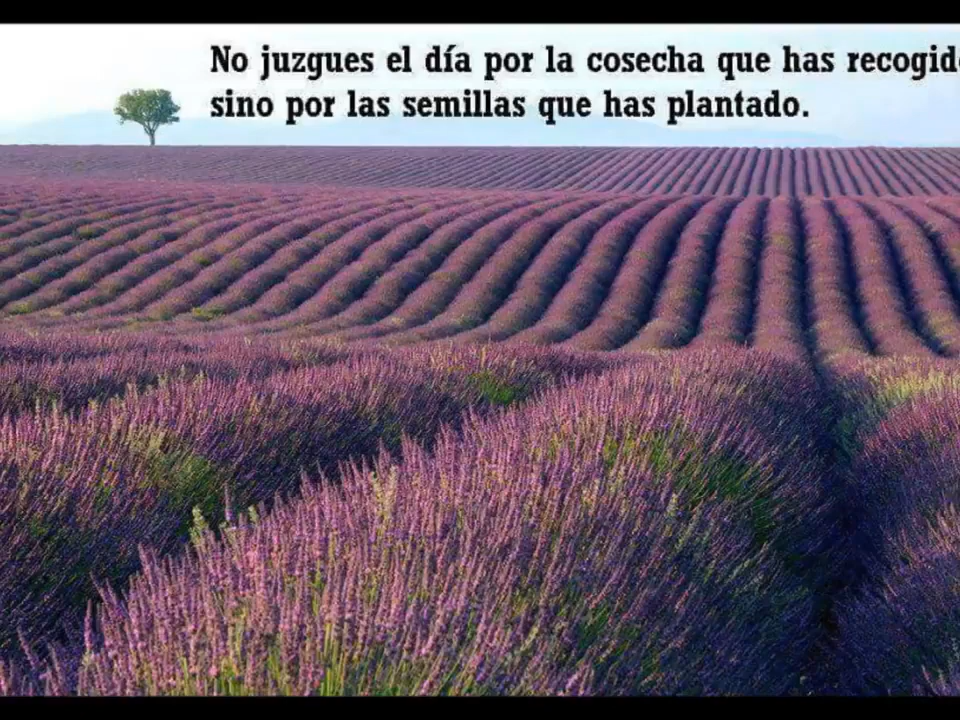 No juzgues el día por la cosecha que has recogid
sino por las semillas que has plantado.